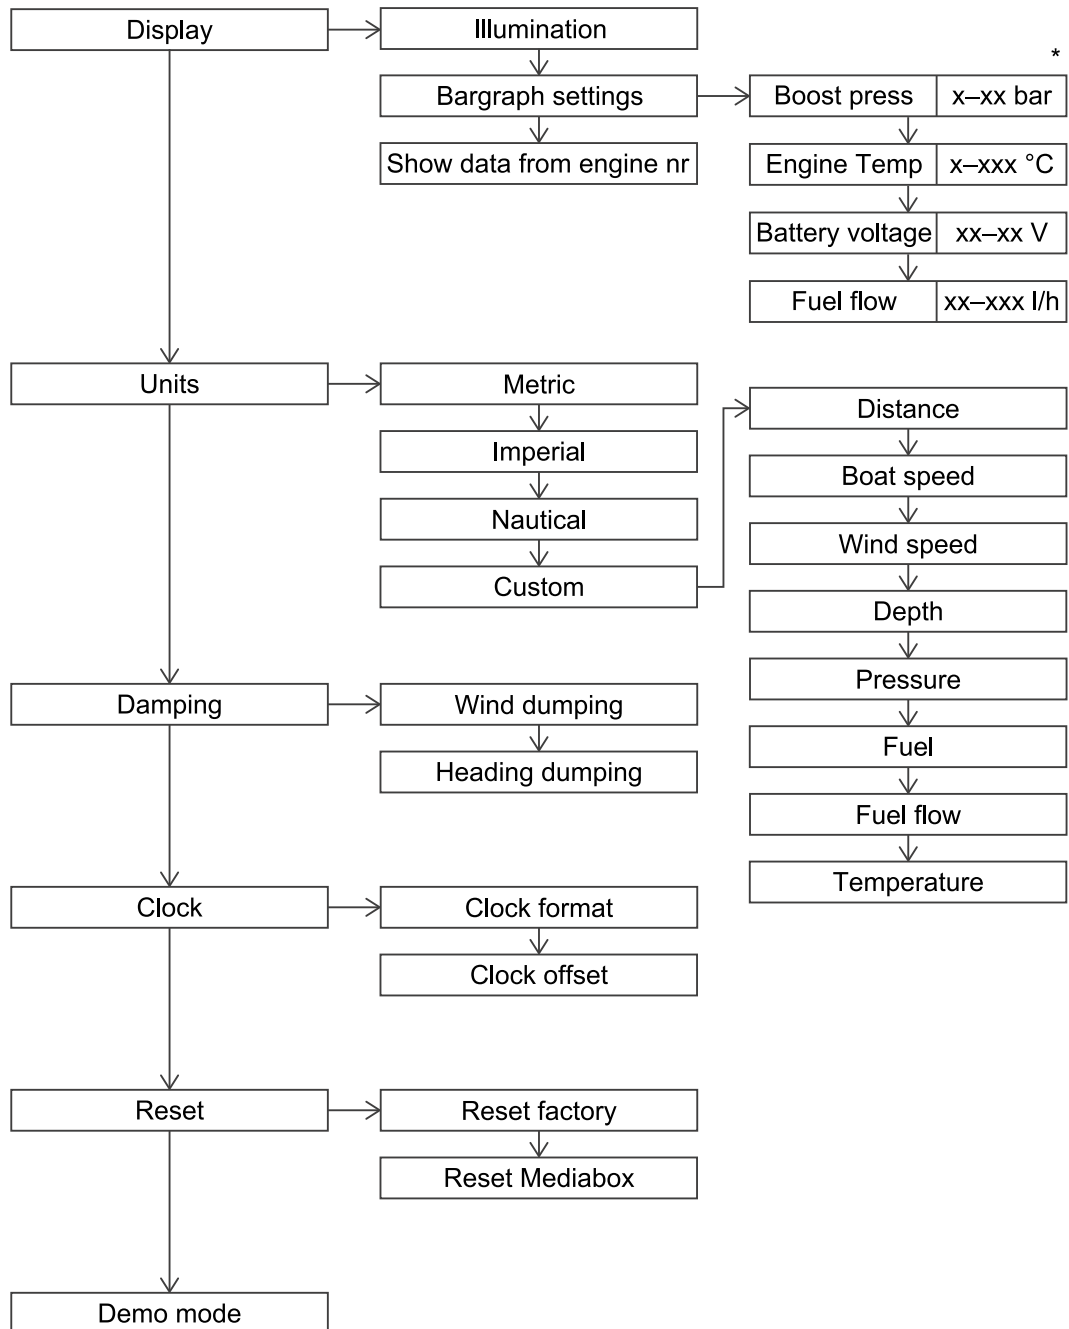 Display
Illumination
Bargraph settings
Show data from engine nr
*
Boost press x–xx bar
Engine Temp x–xxx °C
Battery voltage xx–xx V
Fuel flow xx–xxx l/h
Units
Metric
Imperial
Nautical
Custom
Distance
Boat speed
Wind speed
Depth
Pressure
Fuel
Fuel flow
Temperature
Damping
Wind dumping
Heading dumping
Clock
Clock format
Clock offset
Reset
Reset factory
Reset Mediabox
Demo mode